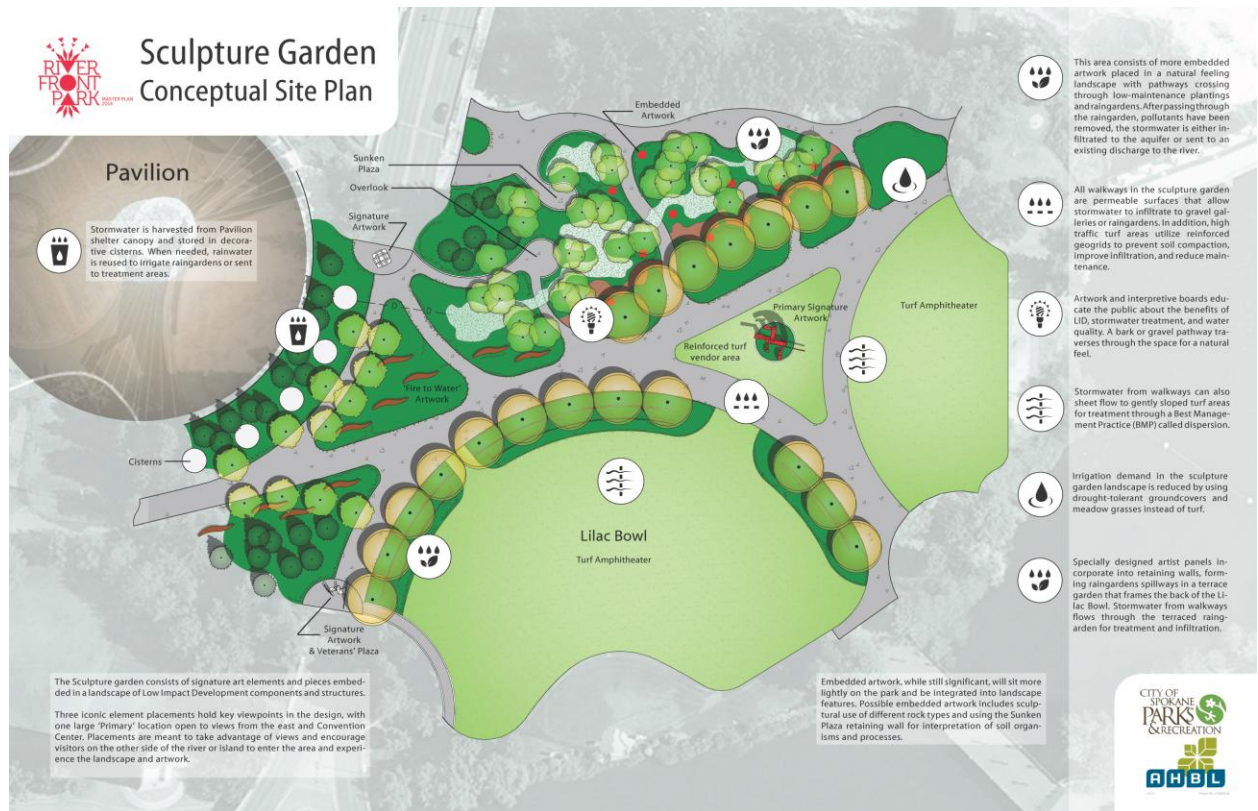 RIVER
FRONT
PARK
MASTER PLAN
2014
Sculpture Garden
Conceptual Site Plan
Pavilion
Stormwater is harvested from Pavilion
shelter canopy and stored in decora-
tive cisterns. When needed, rainwater
is reused to irrigate raingardens or sent
to treatment areas.
Embedded
Artwork
Sunken
Plaza
Overlook
Signature
Artwork
D
D
Primary Signature
Artwork
Reinforced turf
vendor area
Turf Amphitheater
'Fire to Water'
Artwork
Cisterns
Lilac Bowl
Turf Amphitheater
Signature
Artwork
& Veterans' Plaza
This area consists of more embedded
artwork placed in a natural feeling
landscape with pathways crossing
through low-maintenance plantings
and raingardens. After passing through
the raingarden, pollutants have been
removed, the stormwater is either in-
filtrated to the aquifer or sent to an
existing discharge to the river.
All walkways in the sculpture garden
are permeable surfaces that allow
stormwater to infiltrate to gravel gal-
leries or raingardens. In addition, high
traffic turf areas utilize reinforced
geogrids to prevent soil compaction,
improve infiltration, and reduce main-
tenance.
Artwork and interpretive boards edu-
cate the public about the benefits of
LID, stormwater treatment, and water
quality. A bark or gravel pathway tra-
verses through the space for a natural
feel.
Stormwater from walkways can also
sheet flow to gently sloped turf areas
for treatment through a Best Manage-
ment Practice (BMP) called dispersion.
Irrigation demand in the sculpture
garden landscape is reduced by using
drought-tolerant groundcovers and
meadow grasses instead of turf.
Specially designed artist panels in-
corporate into retaining walls, form-
ing raingardens spillways in a terrace
garden that frames the back of the Li-
lac Bowl. Stormwater from walkways
flows through the terraced raing-
arden for treatment and infiltration.
The Sculpture garden consists of signature art elements and pieces embed-
ded in a landscape of Low Impact Development components and structures.
Three iconic element placements hold key viewpoints in the design, with
one large 'Primary' location open to views from the east and Convention
Center. Placements are meant to take advantage of views and encourage
visitors on the other side of the river or island to enter the area and experi-
ence the landscape and artwork.
Embedded artwork, while still significant, will sit more
lightly on the park and be integrated into landscape
features. Possible embedded artwork includes sculp-
tural use of different rock types and using the Sunken
Plaza retaining wall for interpretation of soil organ-
isms and processes.
CITY OF
SPOKANE
PARKS
& RECREATION
AHBL